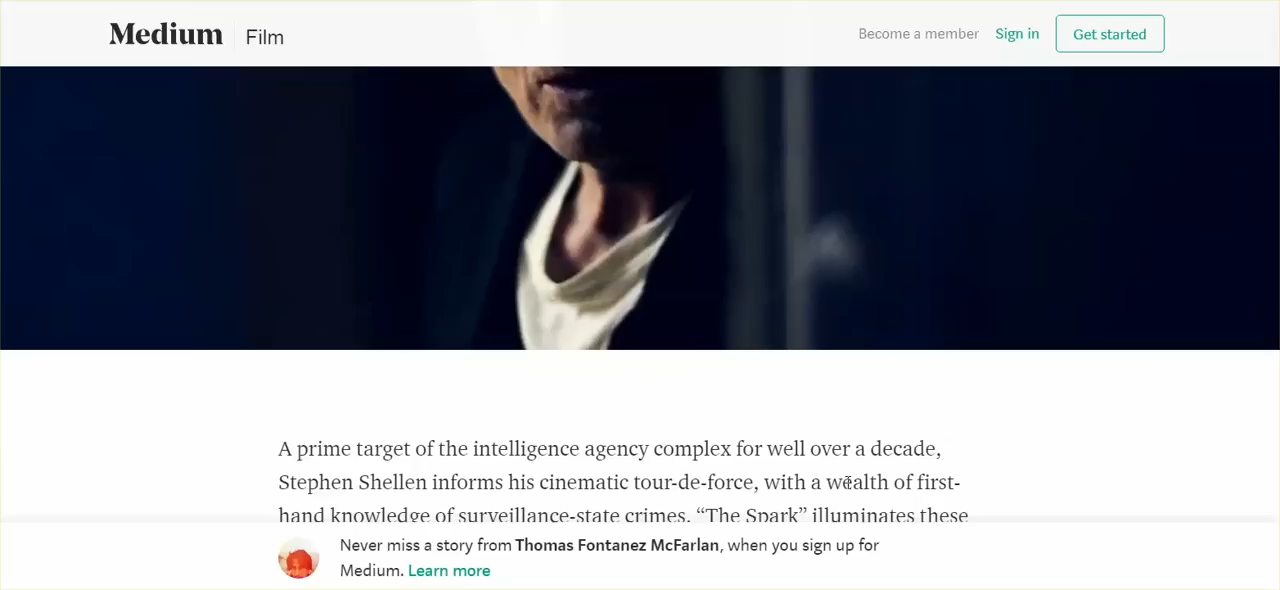 Medium Film Become a member Sign in Get started
A prime target of the intelligence agency complex for well over a decade,
Stephen Shellen informs his cinematic tour-de-force, with a wealth of first-
hand knowledge of surveillance-state crimes. “The Spark” illuminates these
Never miss a story from Thomas Fontanez McFarlan, when you sign up for
Medium. Learn more